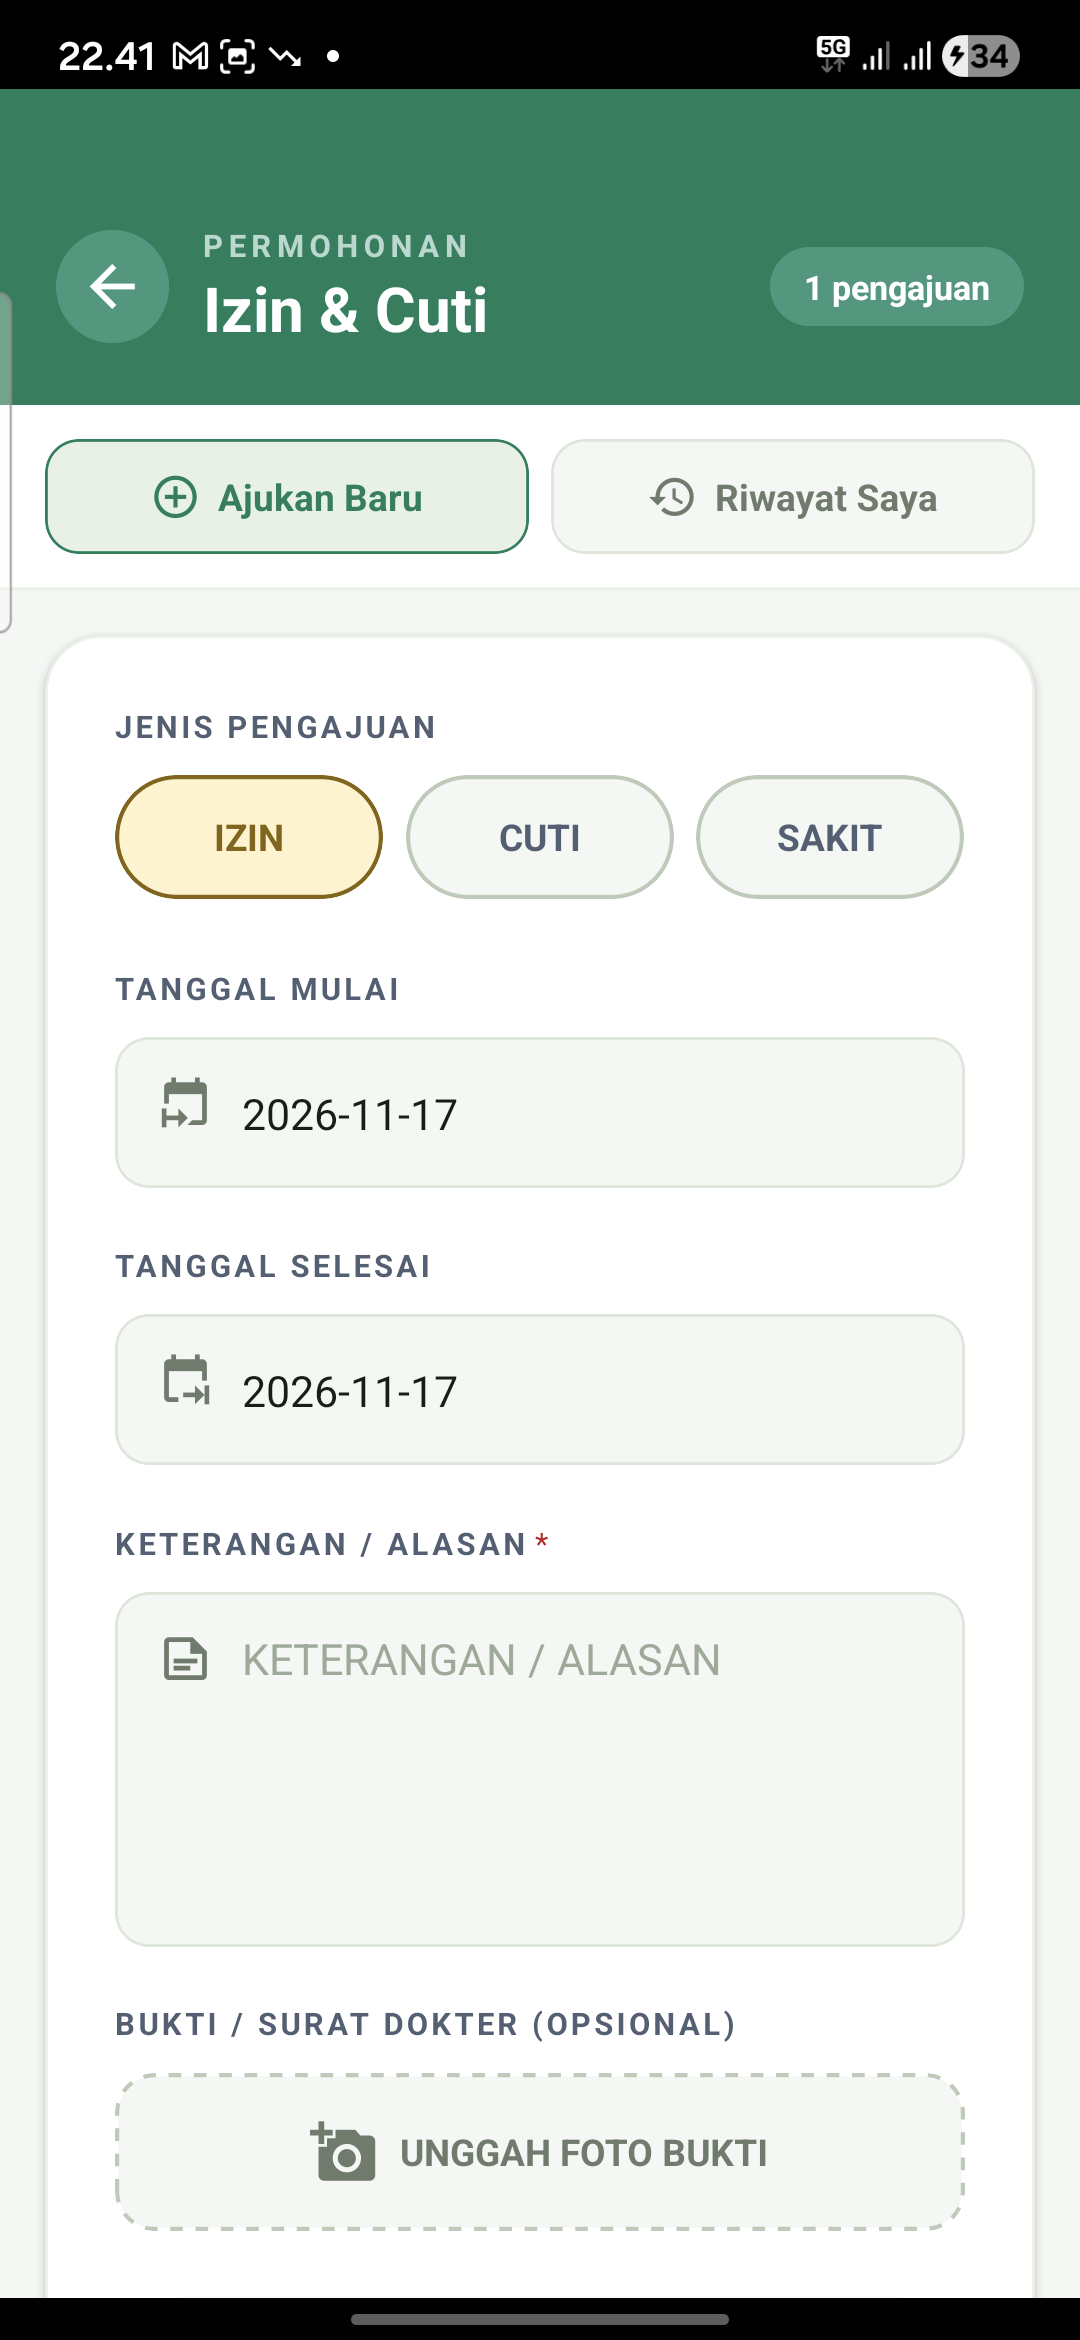 22.41
5G
34
PERMOHONAN
Izin & Cuti
1 pengajuan
Ajukan Baru
Riwayat Saya
JENIS PENGAJUAN
IZIN
CUTI
SAKIT
TANGGAL MULAI
2026-11-17
TANGGAL SELESAI
2026-11-17
KETERANGAN / ALASAN *
KETERANGAN / ALASAN
BUKTI / SURAT DOKTER (OPSIONAL)
UNGGAH FOTO BUKTI